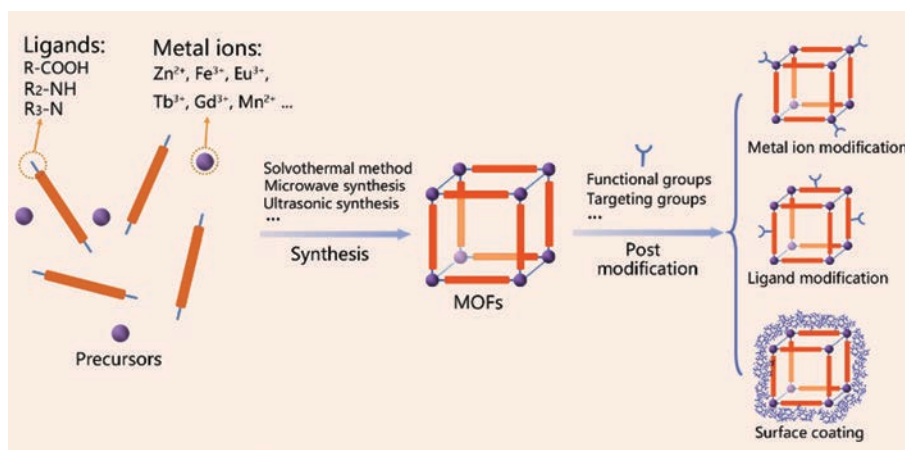 Ligands:
R-COOH
R₂-NH
R₃-N
Metal ions:
Zn²⁺, Fe³⁺, Eu³⁺,
Tb³⁺, Gd³⁺, Mn²⁺ ...
Precursors
Solvothermal method
Microwave synthesis
Ultrasonic synthesis
...
Synthesis
MOFs
Functional groups
Targeting groups
...
Post
modification
Metal ion modification
Ligand modification
Surface coating